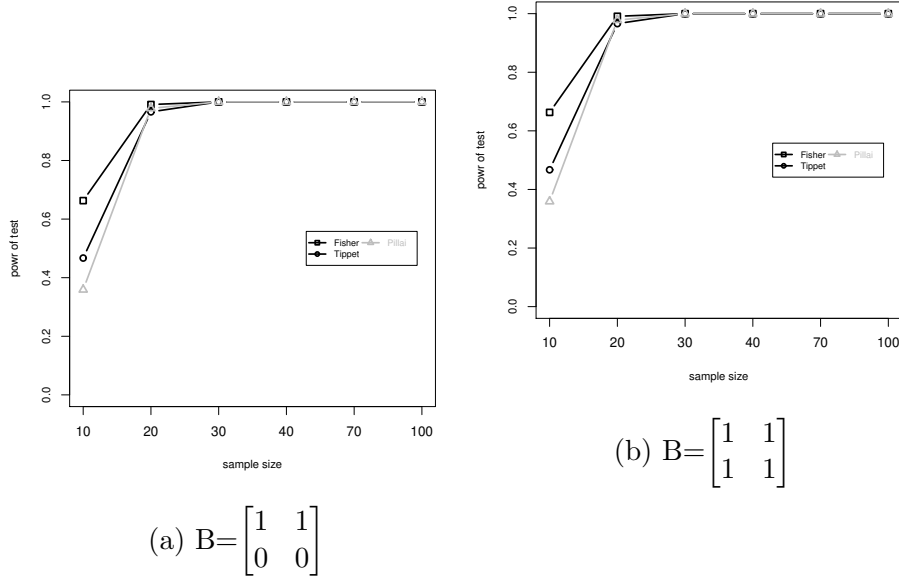 powr of test
1.0
0.8
0.6
0.4
0.2
0.0
Fisher Pillai
Tippet
10 20 30 40 70 100
sample size
(a) B=[1 1
0 0]
powr of test
1.0
0.8
0.6
0.4
0.2
0.0
Fisher Pillai
Tippet
10 20 30 40 70 100
sample size
(b) B=[1 1
1 1]